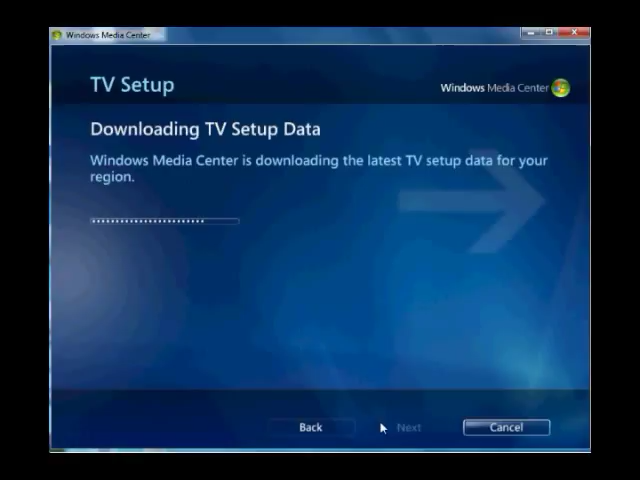 Windows Media Center
TV Setup
Windows Media Center
Downloading TV Setup Data
Windows Media Center is downloading the latest TV setup data for your
region.
Back
Next
Cancel